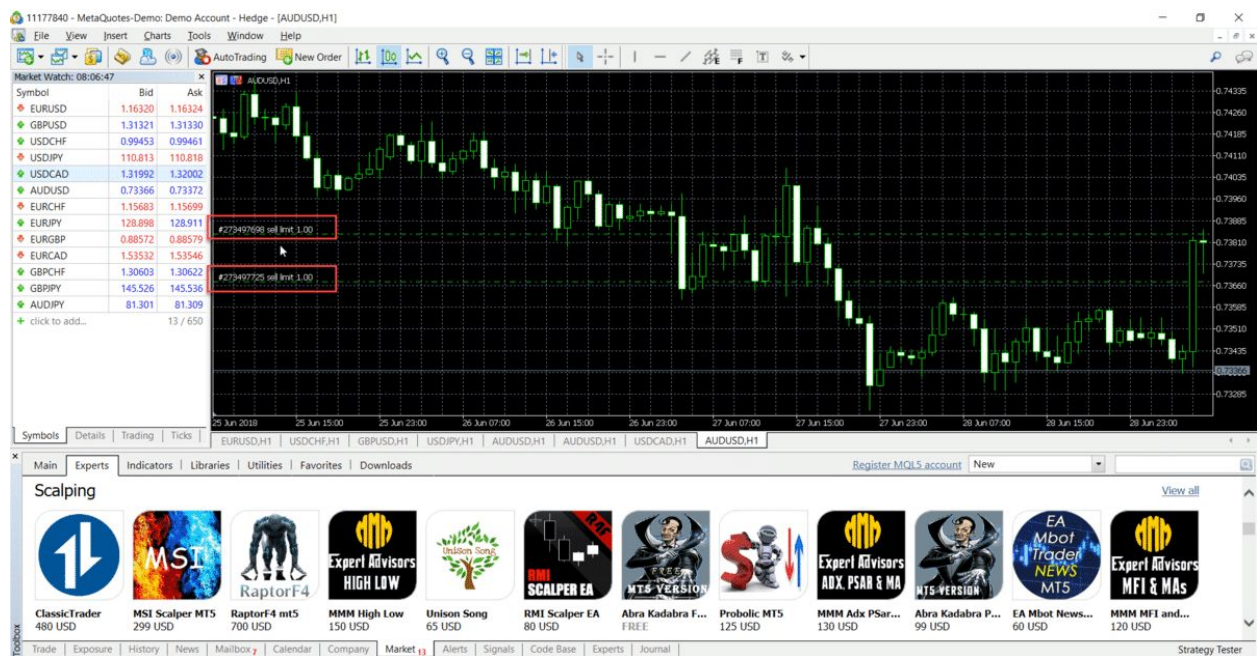 11177840 - MetaQuotes-Demo: Demo Account - Hedge - [AUDUSD,H1]
File View Insert Charts Tools Window Help
AutoTrading New Order
Market Watch: 08:06:47
Symbol Bid Ask
EURUSD 1.16320 1.16324
GBPUSD 1.31321 1.31330
USDCHF 0.99453 0.99461
USDJPY 110.813 110.818
USDCAD 1.31992 1.32002
AUDUSD 0.73366 0.73372
EURCHF 1.15683 1.15699
EURJPY 128.898 128.911
EURGBP 0.88572 0.88579
EURCAD 1.53532 1.53546
GBPCHF 1.30603 1.30622
GBPJPY 145.526 145.536
AUDJPY 81.301 81.309
click to add... 13 / 650
Symbols Details Trading Ticks
AUDUSD,H1
#273497698 sell limit 1.00
#273497725 sell limit 1.00
0.74335
0.74260
0.74185
0.74110
0.74035
0.73960
0.73885
0.73810
0.73735
0.73660
0.73585
0.73510
0.73435
0.73366
0.73285
25 Jun 2018 25 Jun 15:00 25 Jun 23:00 26 Jun 07:00 26 Jun 15:00 26 Jun 23:00 27 Jun 07:00 27 Jun 15:00 27 Jun 23:00 28 Jun 07:00 28 Jun 15:00 28 Jun 23:00
EURUSD,H1 USDCHF,H1 GBPUSD,H1 USDJPY,H1 AUDUSD,H1 AUDUSD,H1 USDCAD,H1 AUDUSD,H1
Main Experts Indicators Libraries Utilities Favorites Downloads
Register MQL5 account New
Scalping
View all
MSI
RaptorF4
MMM
Expert Advisors
HIGH LOW
Unison Song
R4F
RMI
SCALPER EA
FREE
MT5 VERSION
MMM
Expert Advisors
ADX, PSAR & MA
MT5 VERSION
EA
Mbot
Trader
NEWS
MT5
MMM
Expert Advisors
MFI & MAs
ClassicTrader
480 USD
MSI Scalper MT5
299 USD
RaptorF4 mt5
700 USD
MMM High Low
150 USD
Unison Song
65 USD
RMI Scalper EA
80 USD
Abra Kadabra F...
FREE
Probolic MT5
125 USD
MMM Adx PSar...
130 USD
Abra Kadabra P...
99 USD
EA Mbot News...
60 USD
MMM MFI and...
120 USD
Toolbox
Trade Exposure History News Mailbox 7 Calendar Company Market 13 Alerts Signals Code Base Experts Journal
Strategy Tester